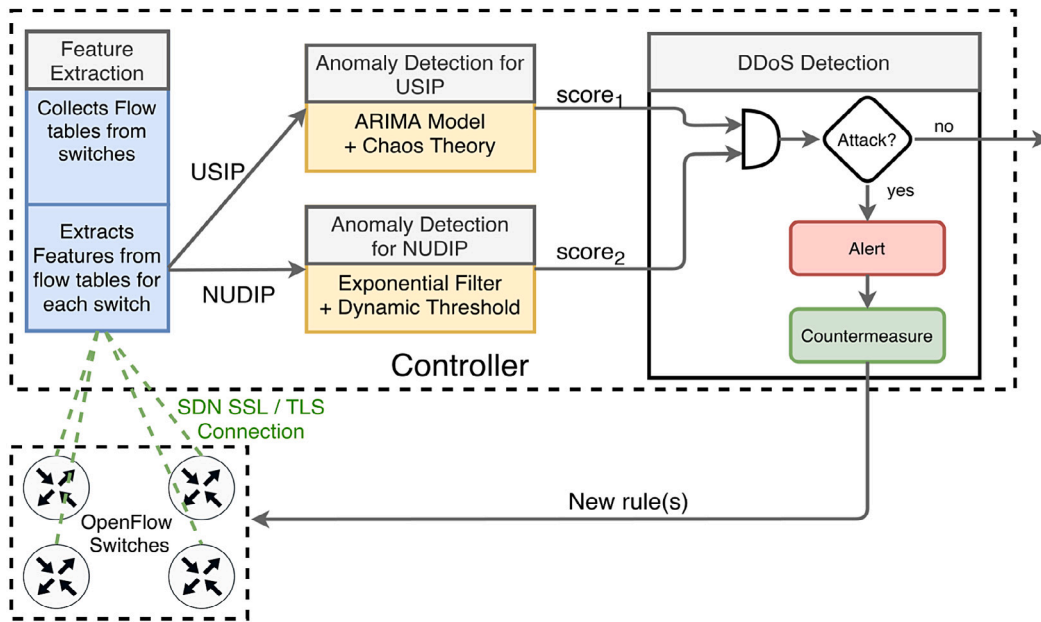 Feature
Extraction
Collects Flow
tables from
switches
Extracts
Features from
flow tables for
each switch
USIP
NUDIP
Anomaly Detection for
USIP
ARIMA Model
+ Chaos Theory
Anomaly Detection
for NUDIP
Exponential Filter
+ Dynamic Threshold
score1
score2
DDoS Detection
Attack?
no
yes
Alert
Countermeasure
Controller
SDN SSL / TLS
Connection
OpenFlow
Switches
New rule(s)